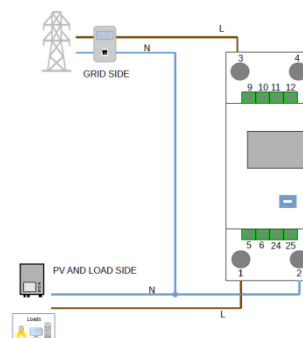 L
3 4
N
9 10 11 12
GRID SIDE
5 6 24 25
PV AND LOAD SIDE
1 2
N
L
Loads